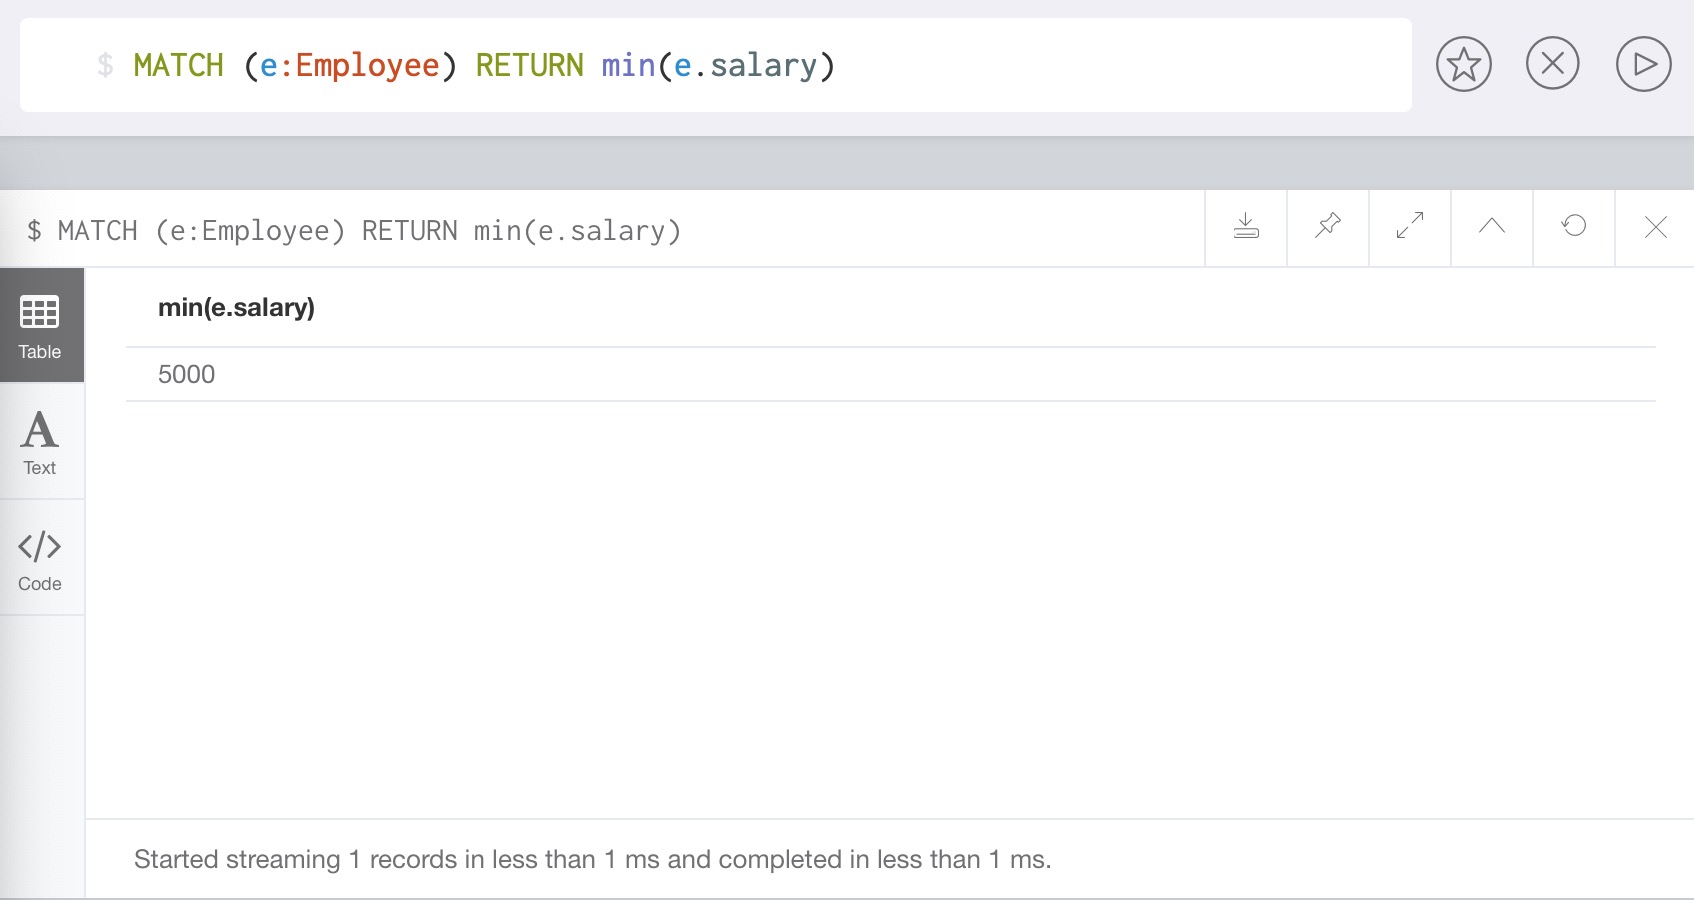 $ MATCH (e:Employee) RETURN min(e.salary)
$ MATCH (e:Employee) RETURN min(e.salary)
min(e.salary)
Table
5000
A
Text
</>
Code
Started streaming 1 records in less than 1 ms and completed in less than 1 ms.